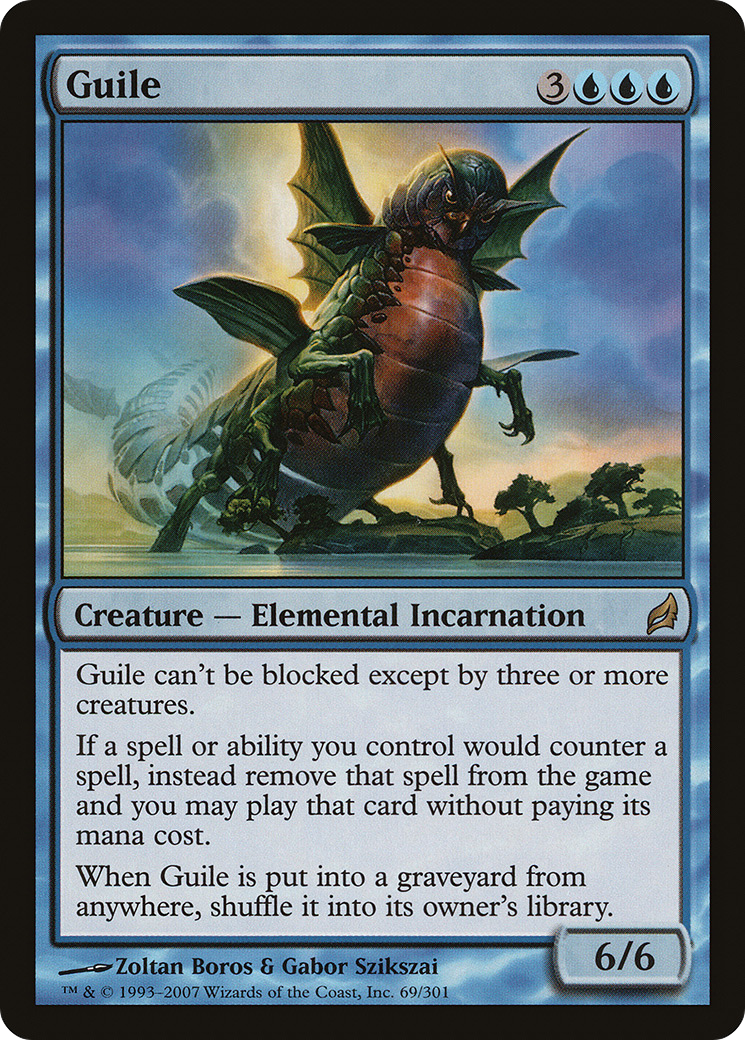 Guile 3
Creature — Elemental Incarnation
Guile can't be blocked except by three or more
creatures.
If a spell or ability you control would counter a
spell, instead remove that spell from the game
and you may play that card without paying its
mana cost.
When Guile is put into a graveyard from
anywhere, shuffle it into its owner's library.
6/6
Zoltan Boros & Gabor Szikszai
™ & © 1993–2007 Wizards of the Coast, Inc. 69/301